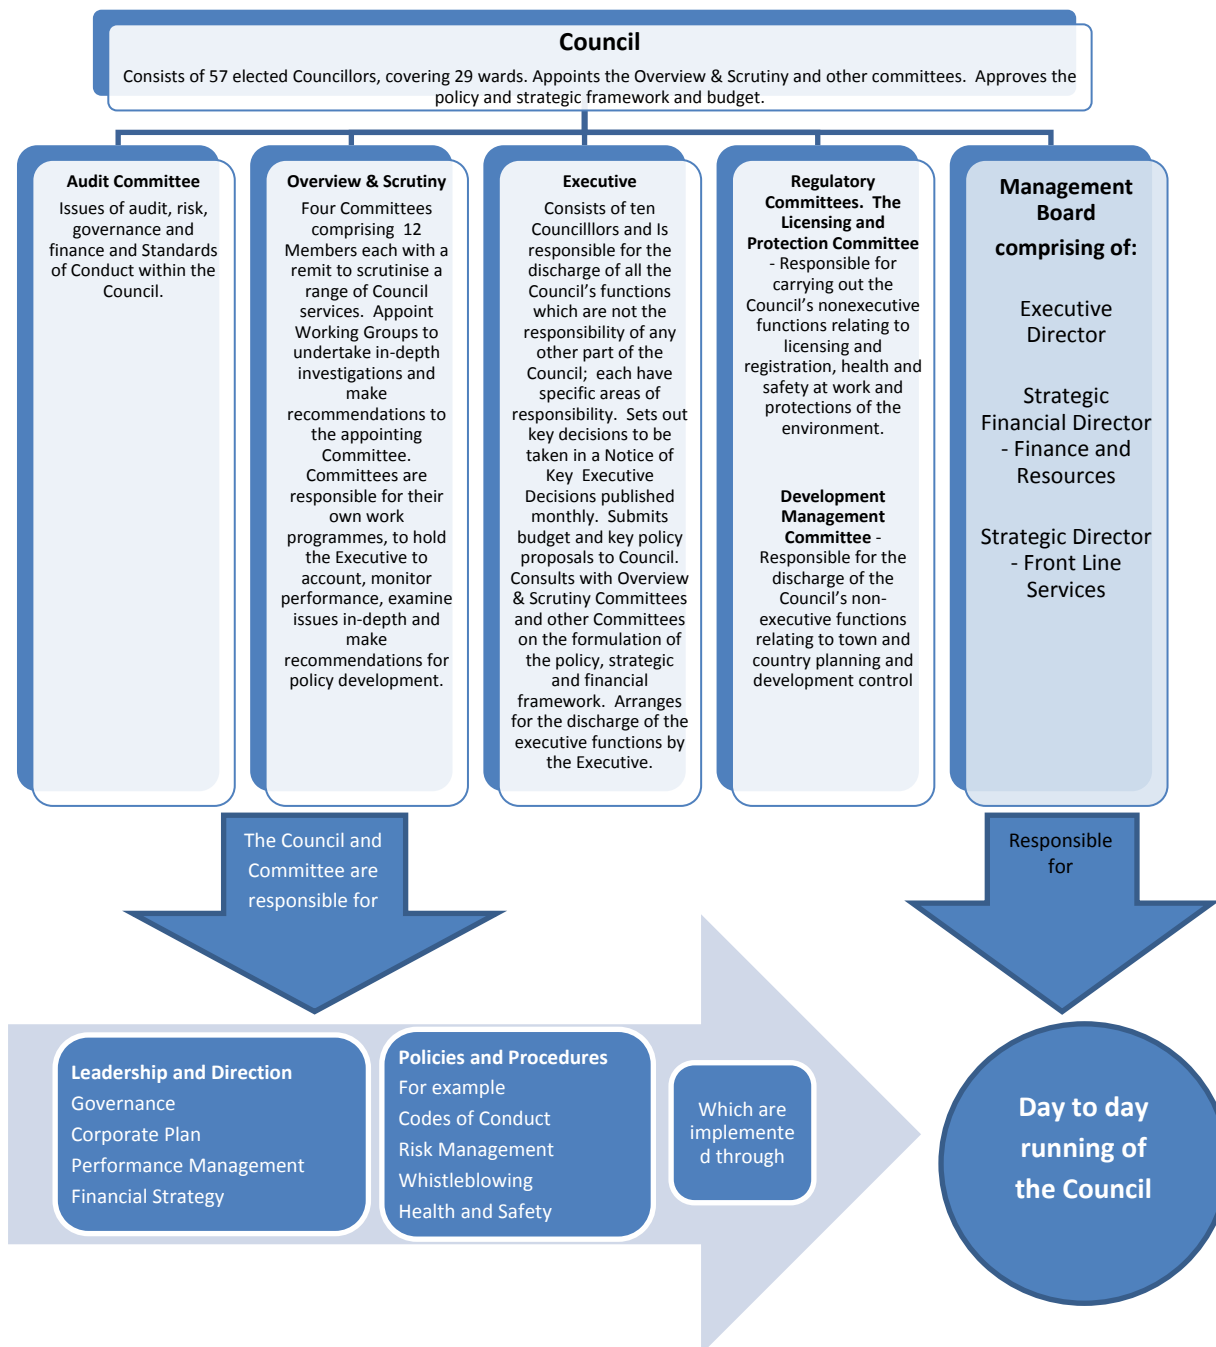 Council
Consists of 57 elected Councillors, covering 29 wards. Appoints the Overview & Scrutiny and other committees.  Approves the
policy and strategic framework and budget.
Audit Committee
Issues of audit, risk,
governance and
finance and Standards
of Conduct within the
Council.
Overview & Scrutiny
Four Committees
comprising  12
Members each with a
remit to scrutinise a
range of Council
services.  Appoint
Working Groups to
undertake in-depth
investigations and
make
recommendations to
the appointing
Committee.
Committees are
responsible for their
own work
programmes, to hold
the Executive to
account, monitor
performance, examine
issues in-depth and
make
recommendations for
policy development.
Executive
Consists of ten
Councilllors and Is
responsible for the
discharge of all the
Council’s functions
which are not the
responsibility of any
other part of the
Council;  each have
specific areas of
responsibility.  Sets out
key decisions to be
taken in a Notice of
Key  Executive
Decisions published
monthly.  Submits
budget and key policy
proposals to Council.
Consults with Overview
& Scrutiny Committees
and other Committees
on the formulation of
the policy, strategic
and financial
framework.  Arranges
for the discharge of the
executive functions by
the Executive.
Regulatory
Committees.  The
Licensing and
Protection Committee
- Responsible for
carrying out the
Council’s nonexecutive
functions relating to
licensing and
registration, health and
safety at work and
protections of the
environment.
Development
Management
Committee -
Responsible for the
discharge of the
Council’s non-
executive functions
relating to town and
country planning and
development control
Management
Board
comprising of:
Executive
Director
Strategic
Financial Director
- Finance and
Resources
Strategic Director
- Front Line
Services
The Council and
Committee are
responsible for
Responsible
for
Leadership and Direction
Governance
Corporate Plan
Performance Management
Financial Strategy
Policies and Procedures
For example
Codes of Conduct
Risk Management
Whistleblowing
Health and Safety
Which are
implemente
d through
Day to day
running of
the Council